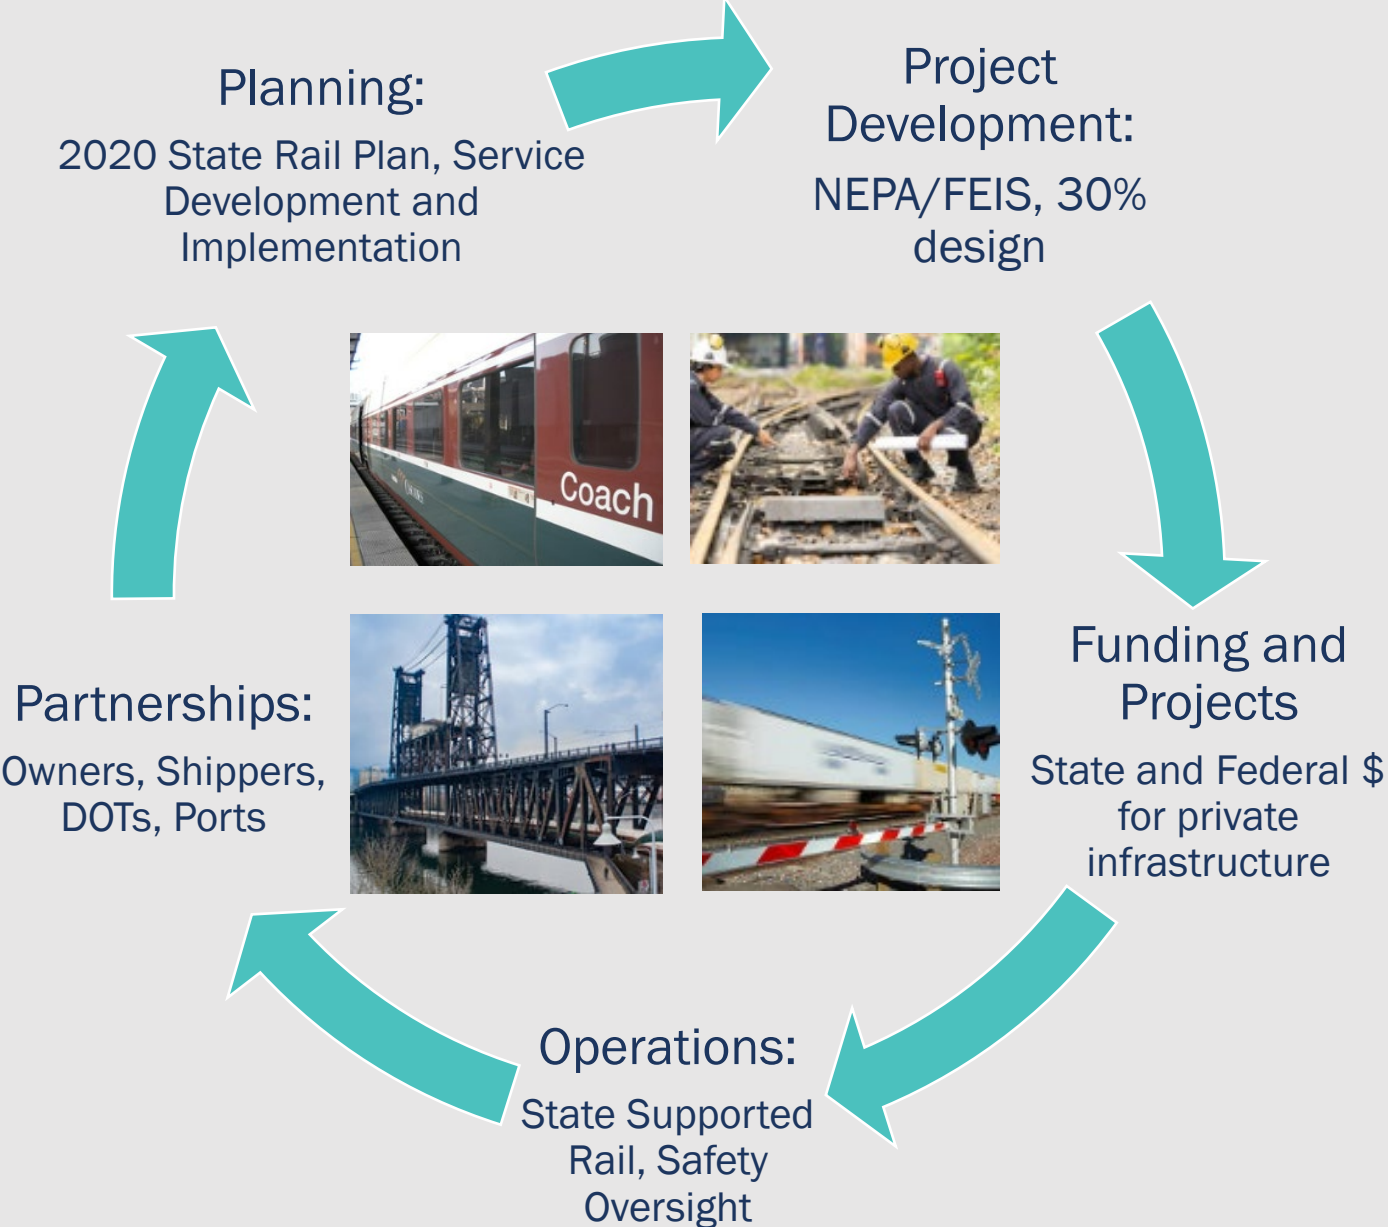 Planning:
2020 State Rail Plan, Service
Development and
Implementation
Project
Development:
NEPA/FEIS, 30%
design
Coach
Funding and
Projects
State and Federal $
for private
infrastructure
Operations:
State Supported
Rail, Safety
Oversight
Partnerships:
Owners, Shippers,
DOTs, Ports